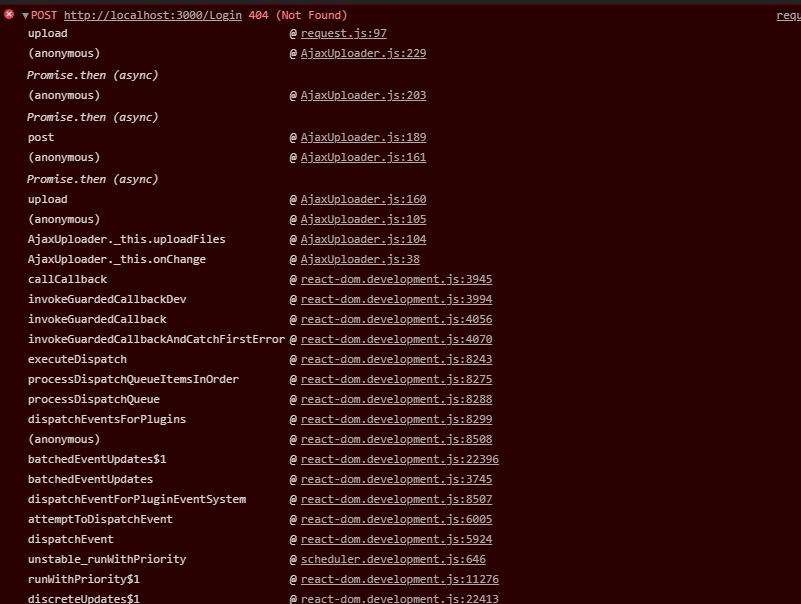 ▼POST http://localhost:3000/Login 404 (Not Found) requ
upload @ request.js:97
(anonymous) @ AjaxUploader.js:229
Promise.then (async)
(anonymous) @ AjaxUploader.js:203
Promise.then (async)
post @ AjaxUploader.js:189
(anonymous) @ AjaxUploader.js:161
Promise.then (async)
upload @ AjaxUploader.js:160
(anonymous) @ AjaxUploader.js:105
AjaxUploader._this.uploadFiles @ AjaxUploader.js:104
AjaxUploader._this.onChange @ AjaxUploader.js:38
callCallback @ react-dom.development.js:3945
invokeGuardedCallbackDev @ react-dom.development.js:3994
invokeGuardedCallback @ react-dom.development.js:4056
invokeGuardedCallbackAndCatchFirstError @ react-dom.development.js:4070
executeDispatch @ react-dom.development.js:8243
processDispatchQueueItemsInOrder @ react-dom.development.js:8275
processDispatchQueue @ react-dom.development.js:8288
dispatchEventsForPlugins @ react-dom.development.js:8299
(anonymous) @ react-dom.development.js:8508
batchedEventUpdates$1 @ react-dom.development.js:22396
batchedEventUpdates @ react-dom.development.js:3745
dispatchEventForPluginEventSystem @ react-dom.development.js:8507
attemptToDispatchEvent @ react-dom.development.js:6005
dispatchEvent @ react-dom.development.js:5924
unstable_runWithPriority @ scheduler.development.js:646
runWithPriority$1 @ react-dom.development.js:11276
discreteUpdates$1 @ react-dom.development.js:22413